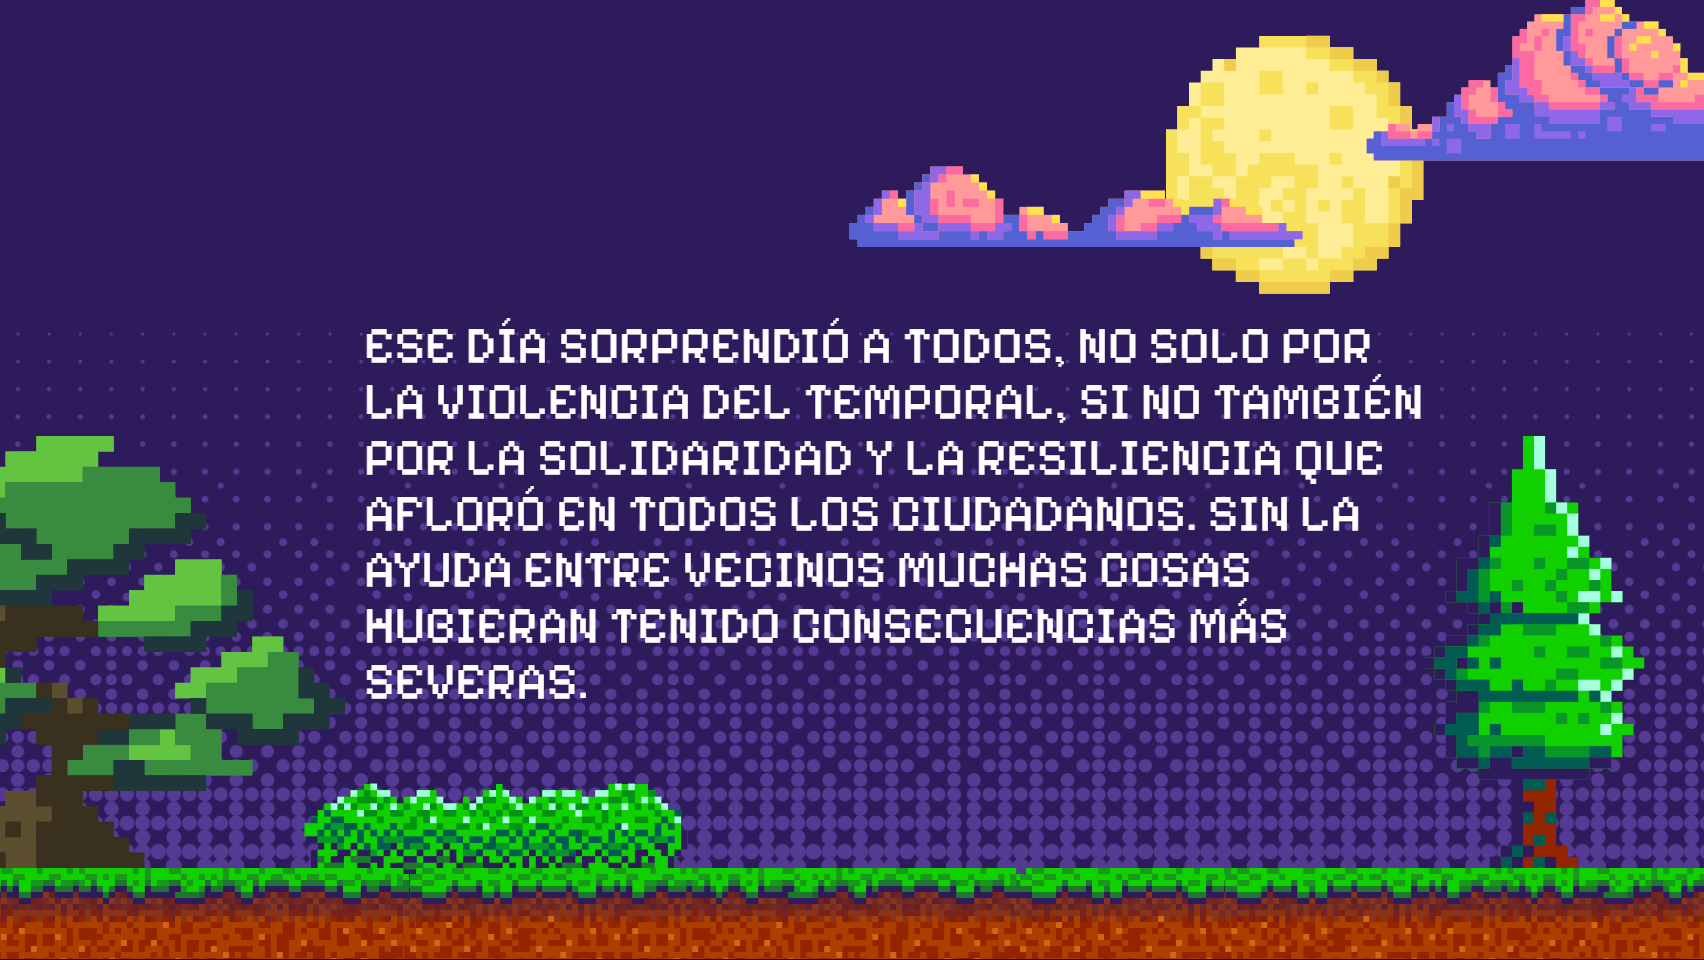 ESE DÍA SORPRENDIÓ A TODOS, NO SOLO POR
LA VIOLENCIA DEL TEMPORAL, SI NO TAMBIÉN
POR LA SOLIDARIDAD Y LA RESILIENCIA QUE
AFLORÓ EN TODOS LOS CIUDADANOS. SIN LA
AYUDA ENTRE VECINOS MUCHAS COSAS
HUBIERAN TENIDO CONSECUENCIAS MÁS
SEVERAS.